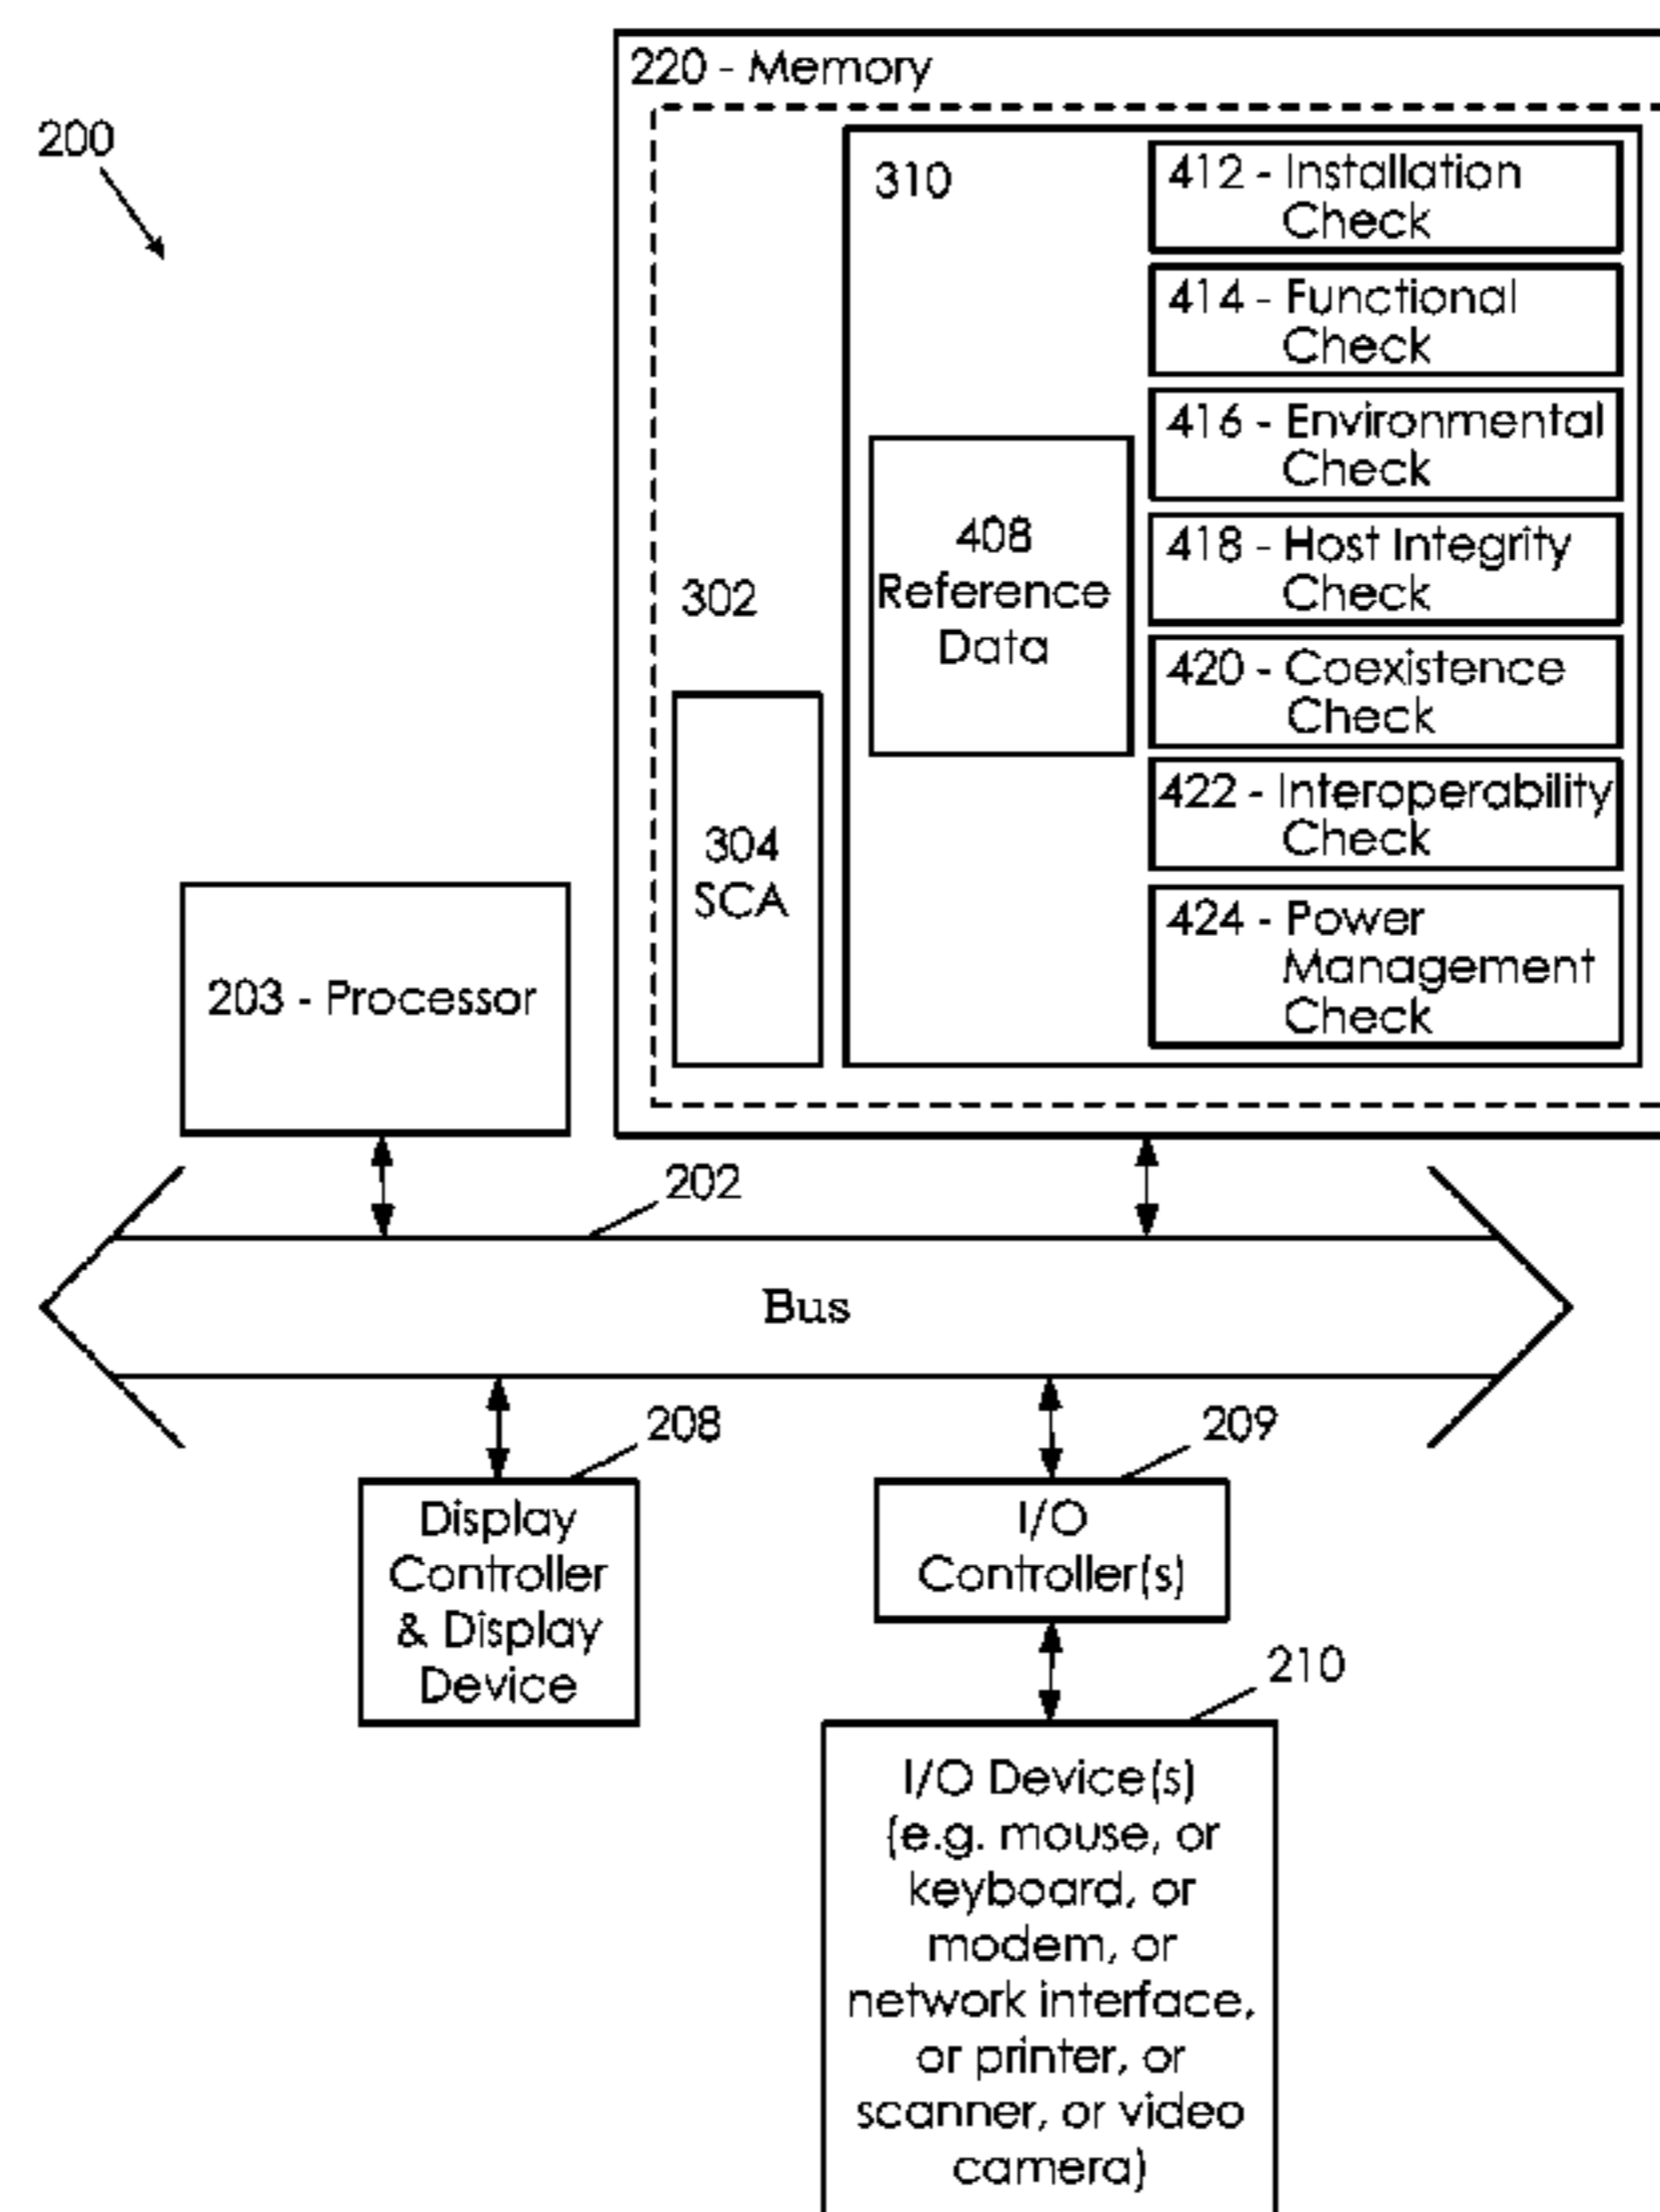 220 - Memory
200
310
412 - Installation
Check
414 - Functional
Check
416 - Environmental
Check
408
Reference
Data
418 - Host Integrity
Check
302
420 - Coexistence
Check
422 - Interoperability
Check
304
SCA
424 - Power
Management
Check
203 - Processor
202
Bus
208
Display
Controller
& Display
Device
209
I/O
Controller(s)
210
I/O Device(s)
(e.g. mouse, or
keyboard, or
modem, or
network interface,
or printer, or
scanner, or video
camera)